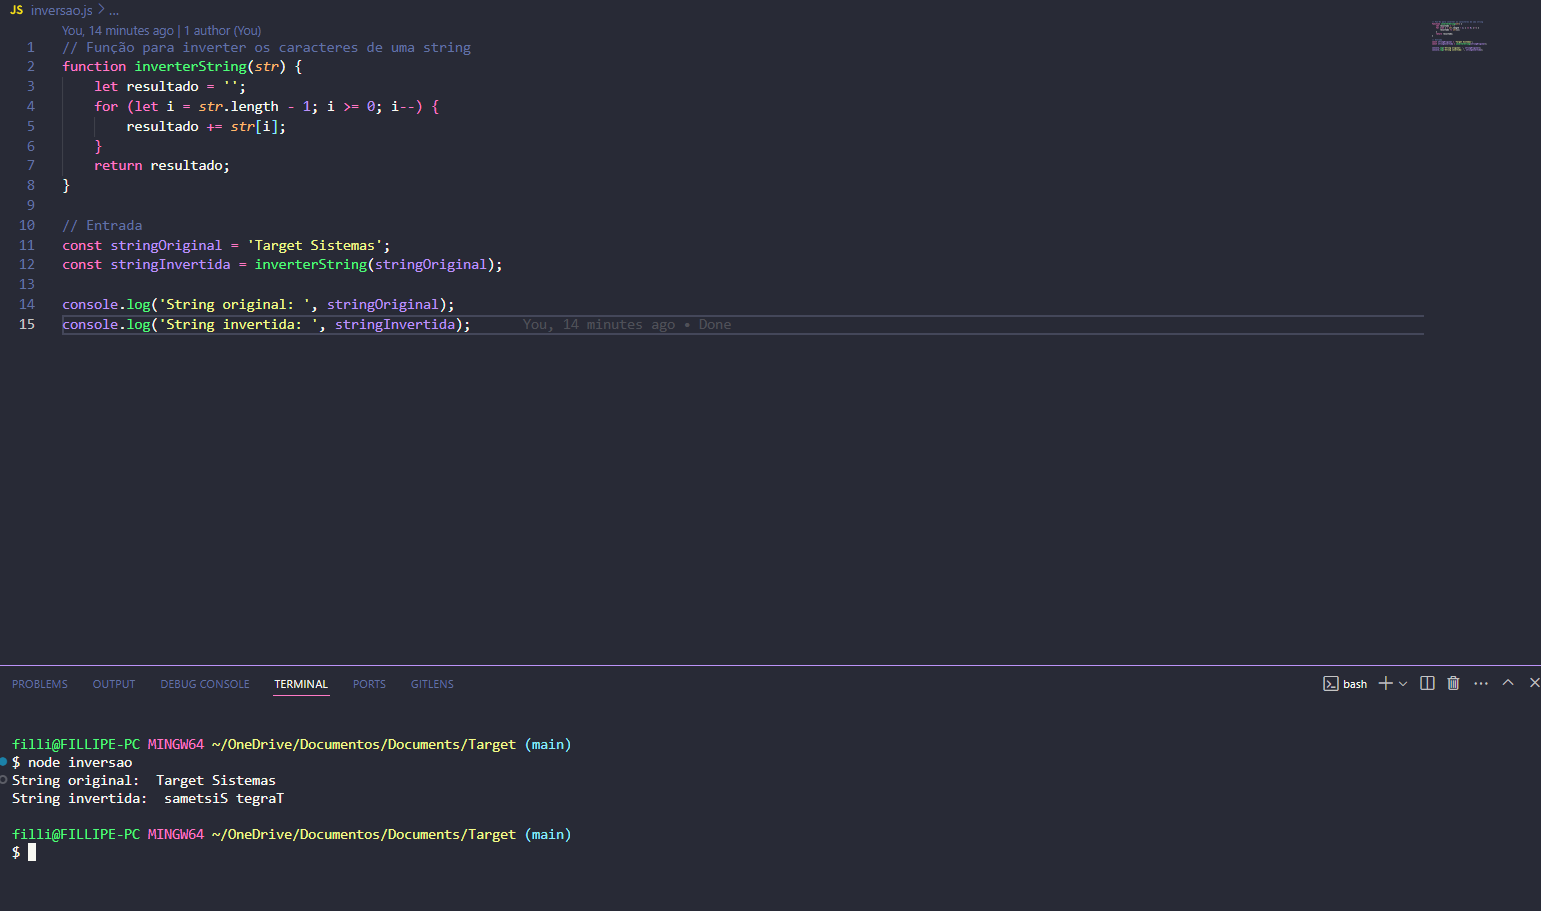 JS inversao.js > ...
You, 14 minutes ago | 1 author (You)
1 // Função para inverter os caracteres de uma string
2 function inverterString(str) {
3     let resultado = '';
4     for (let i = str.length - 1; i >= 0; i--) {
5         resultado += str[i];
6     }
7     return resultado;
8 }
9
10 // Entrada
11 const stringOriginal = 'Target Sistemas';
12 const stringInvertida = inverterString(stringOriginal);
13
14 console.log('String original: ', stringOriginal);
15 console.log('String invertida: ', stringInvertida); You, 14 minutes ago • Done
PROBLEMS OUTPUT DEBUG CONSOLE TERMINAL PORTS GITLENS bash
filli@FILLIPE-PC MINGW64 ~/OneDrive/Documentos/Documents/Target (main)
$ node inversao
String original:  Target Sistemas
String invertida:  sametsiS tegraT
filli@FILLIPE-PC MINGW64 ~/OneDrive/Documentos/Documents/Target (main)
$